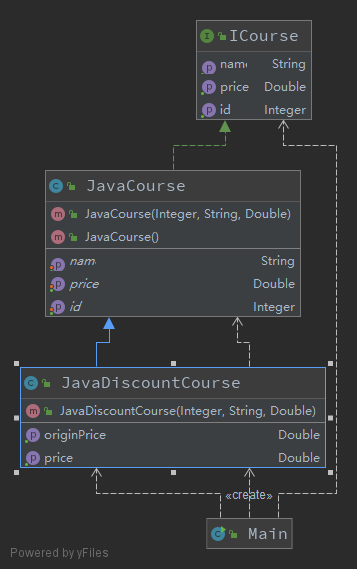 ICourse
name String
price Double
id Integer
JavaCourse
JavaCourse(Integer, String, Double)
JavaCourse()
nam String
price Double
id Integer
JavaDiscountCourse
JavaDiscountCourse(Integer, String, Double)
originPrice Double
price Double
«create»
Main
Powered by yFiles